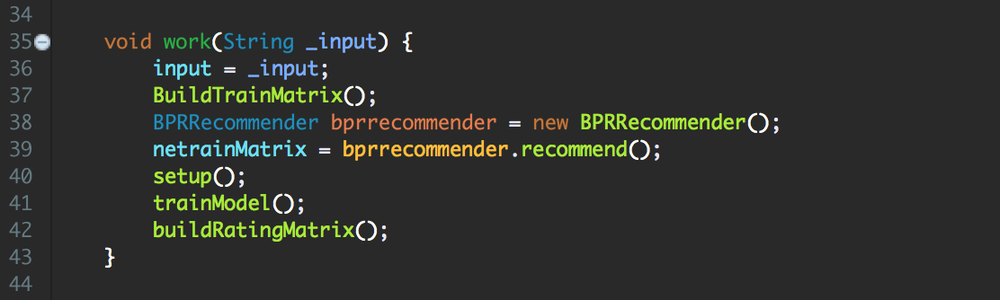 34
35 void work(String _input) {
36 input = _input;
37 BuildTrainMatrix();
38 BPRRecommender bprrecommender = new BPRRecommender();
39 netrainMatrix = bprrecommender.recommend();
40 setup();
41 trainModel();
42 buildRatingMatrix();
43 }
44